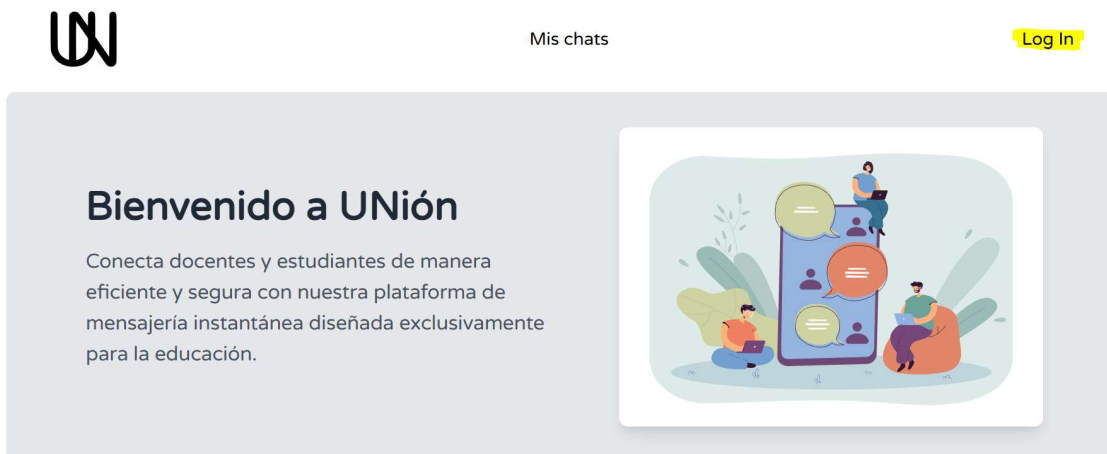 UN
Mis chats
Log In
Bienvenido a UNión
Conecta docentes y estudiantes de manera
eficiente y segura con nuestra plataforma de
mensajería instantánea diseñada exclusivamente
para la educación.